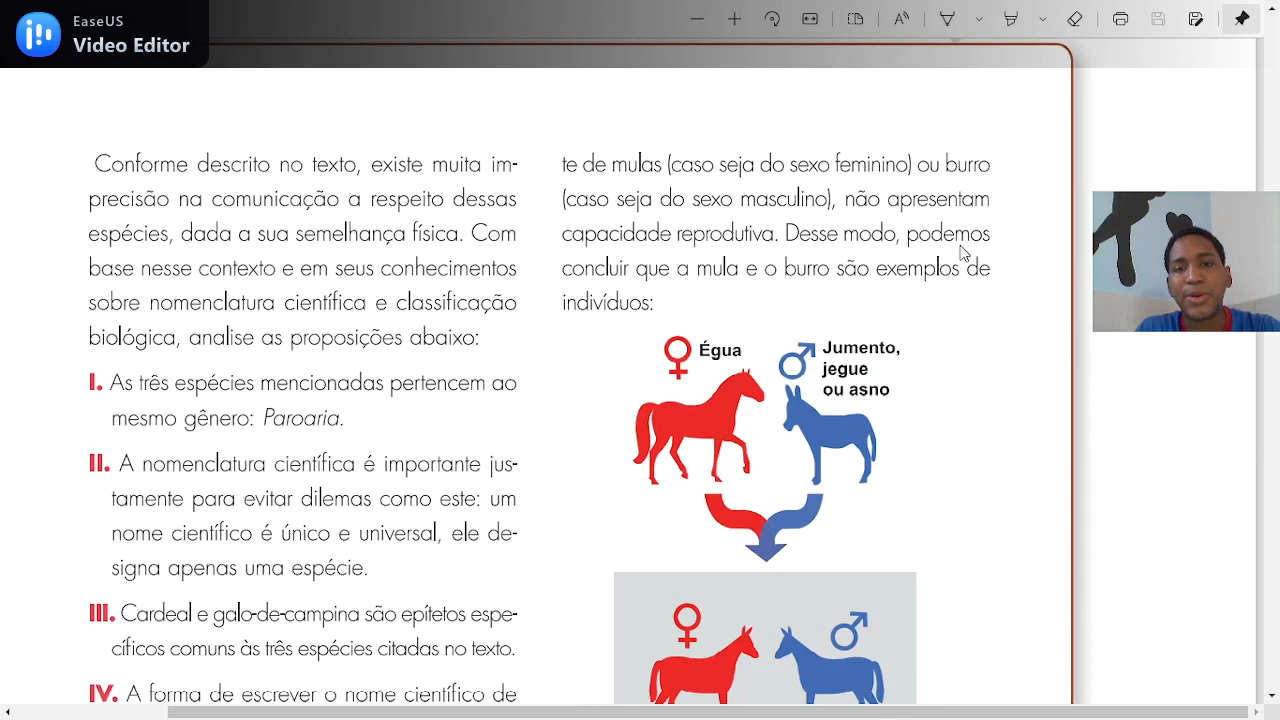 EaseUS
Video Editor
Conforme descrito no texto, existe muita im-
precisão na comunicação a respeito dessas
espécies, dada a sua semelhança física. Com
base nesse contexto e em seus conhecimentos
sobre nomenclatura científica e classificação
biológica, analise as proposições abaixo:
I. As três espécies mencionadas pertencem ao
mesmo gênero: Paroaria.
II. A nomenclatura científica é importante jus-
tamente para evitar dilemas como este: um
nome científico é único e universal, ele de-
signa apenas uma espécie.
III. Cardeal e galo-de-campina são epítetos espe-
cíficos comuns às três espécies citadas no texto.
IV. A forma de escrever o nome científico de
te de mulas (caso seja do sexo feminino) ou burro
(caso seja do sexo masculino), não apresentam
capacidade reprodutiva. Desse modo, podemos
concluir que a mula e o burro são exemplos de
indivíduos:
Égua
Jumento,
jegue
ou asno